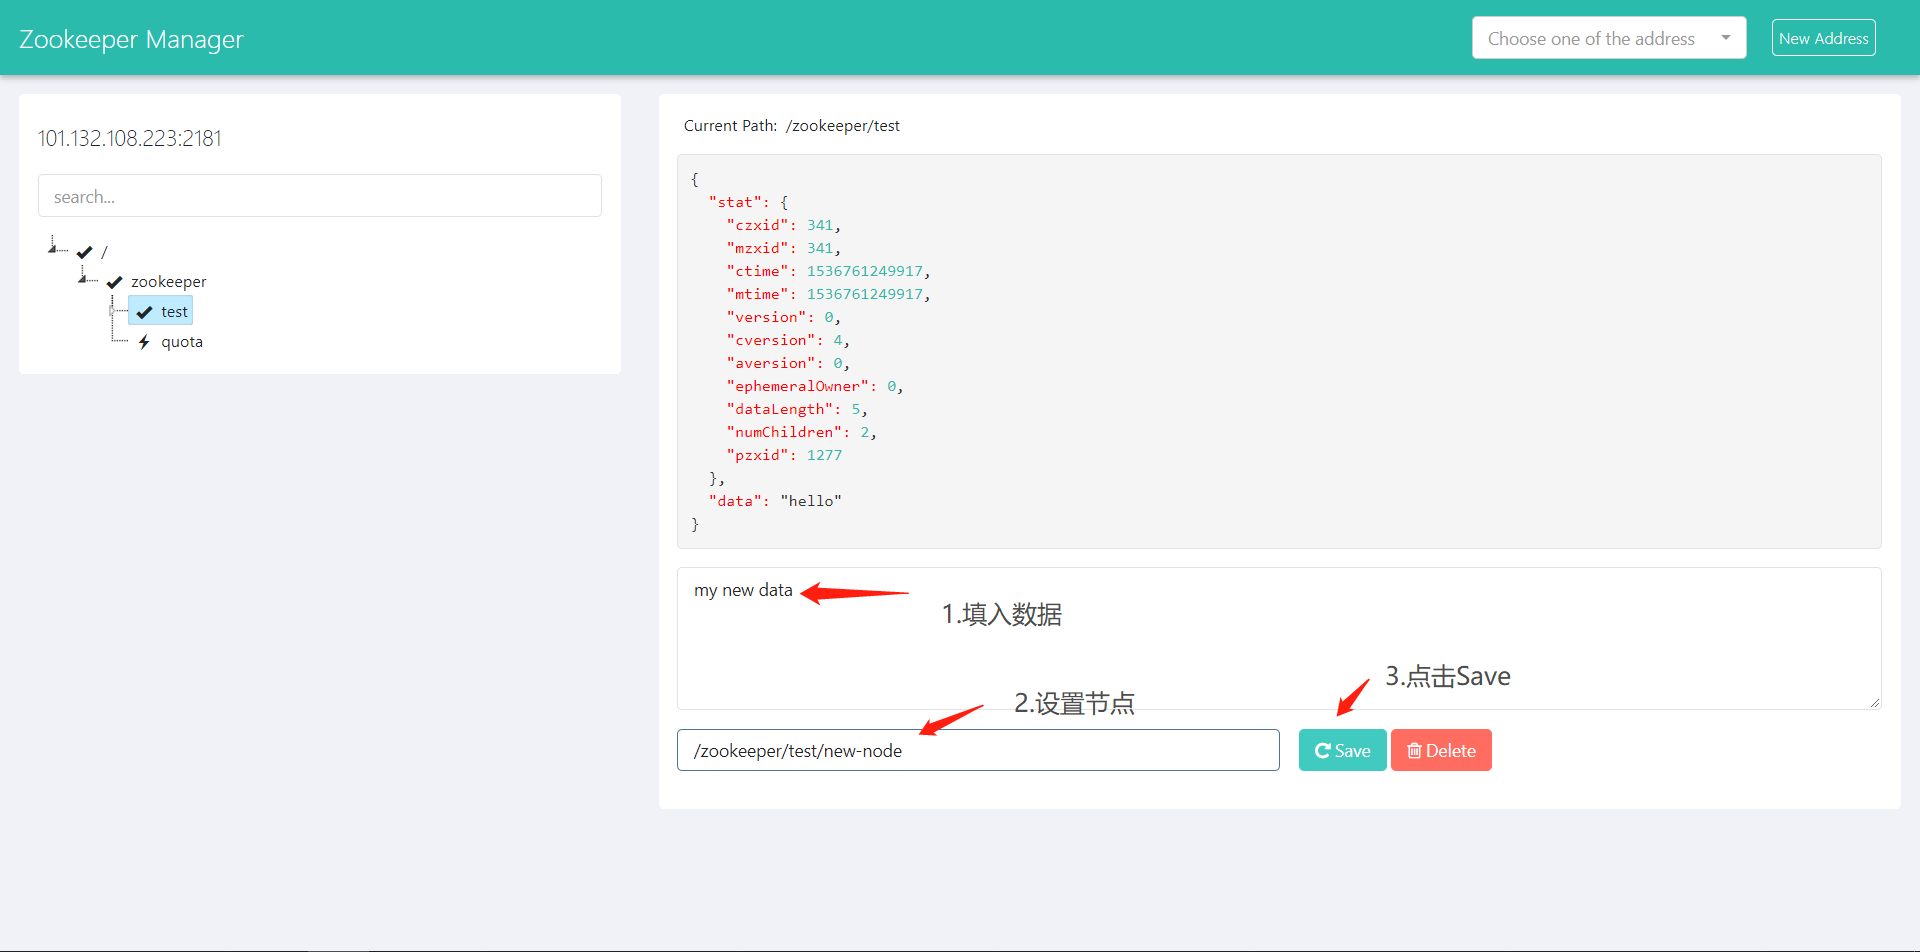 Zookeeper Manager
Choose one of the address
New Address
101.132.108.223:2181
search...
/
zookeeper
test
quota
Current Path: /zookeeper/test
{
"stat": {
"czxid": 341,
"mzxid": 341,
"ctime": 1536761249917,
"mtime": 1536761249917,
"version": 0,
"cversion": 4,
"aversion": 0,
"ephemeralOwner": 0,
"dataLength": 5,
"numChildren": 2,
"pzxid": 1277
},
"data": "hello"
}
my new data
1.填入数据
2.设置节点
3.点击Save
/zookeeper/test/new-node
Save
Delete